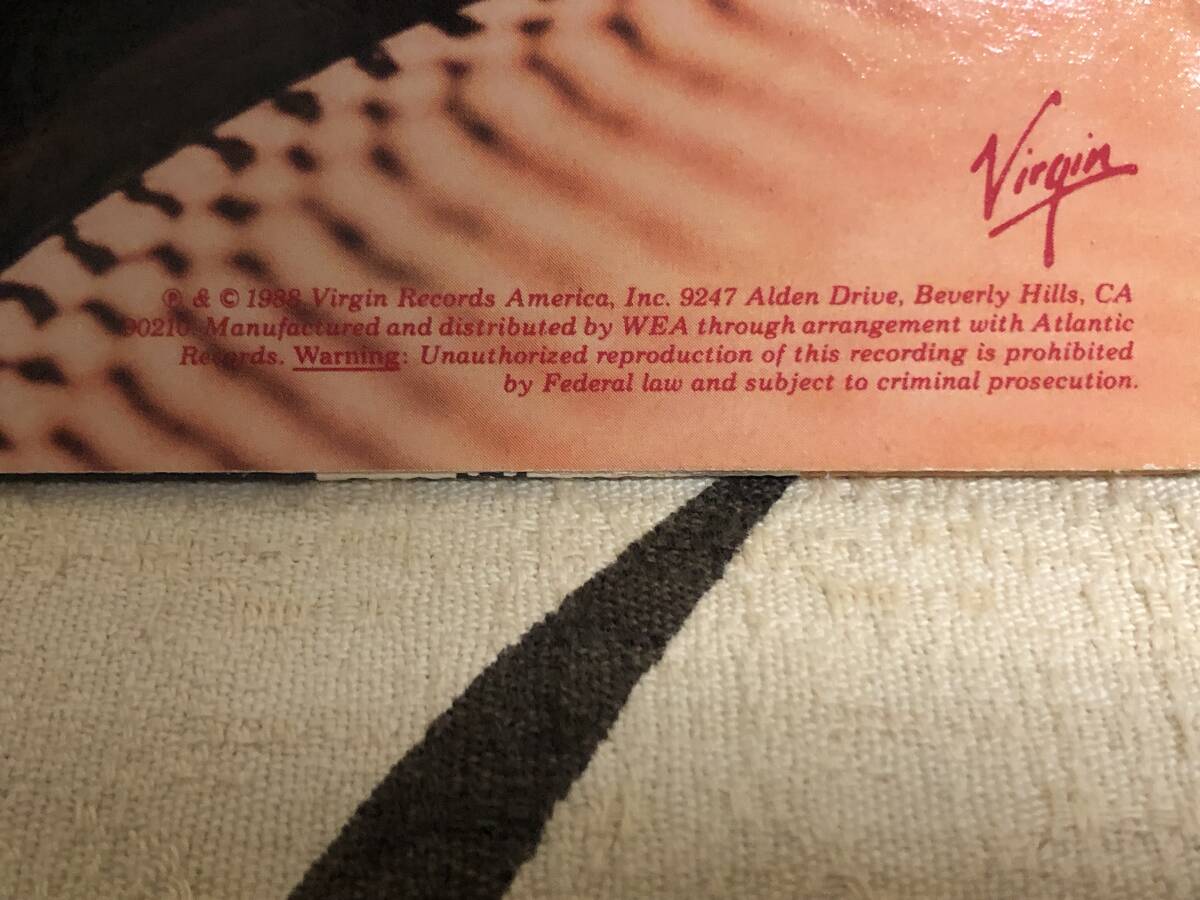 Virgin
℗ & © 1988 Virgin Records America, Inc. 9247 Alden Drive, Beverly Hills, CA
90210. Manufactured and distributed by WEA through arrangement with Atlantic
Records. Warning: Unauthorized reproduction of this recording is prohibited
by Federal law and subject to criminal prosecution.